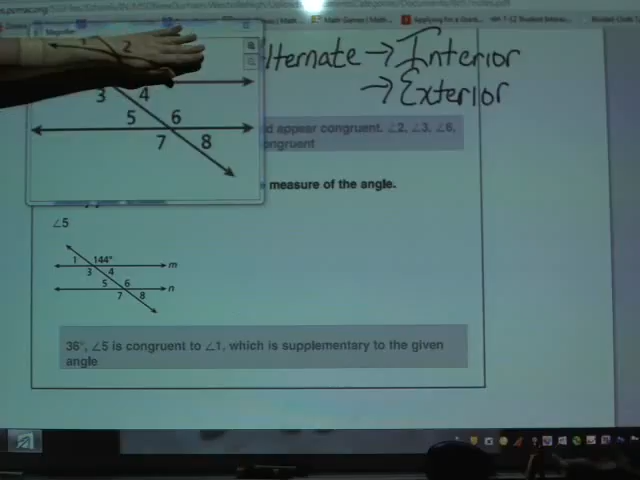 Magnifier
2
lternate → Interior
→ Exterior
3 4
5 6
7 8
d appear congruent. ∠2, ∠3, ∠6,
ongruent
measure of the angle.
∠5
1 144°
m
3 4
5 6
n
7 8
36°, ∠5 is congruent to ∠1, which is supplementary to the given
angle